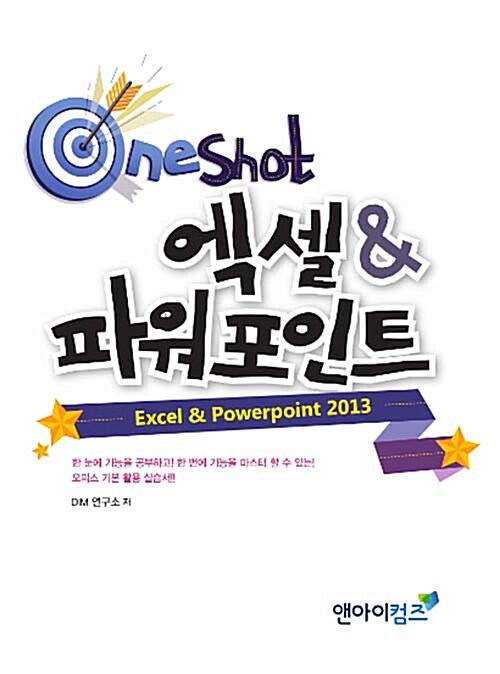 OneShot
엑셀 &
파워포인트
Excel & Powerpoint 2013
한 눈에 기능을 공부하고! 한 번에 기능을 마스터 할 수 있는!
오피스 기본 활용 실습서!!
DIM 연구소 저
앤아이컴즈